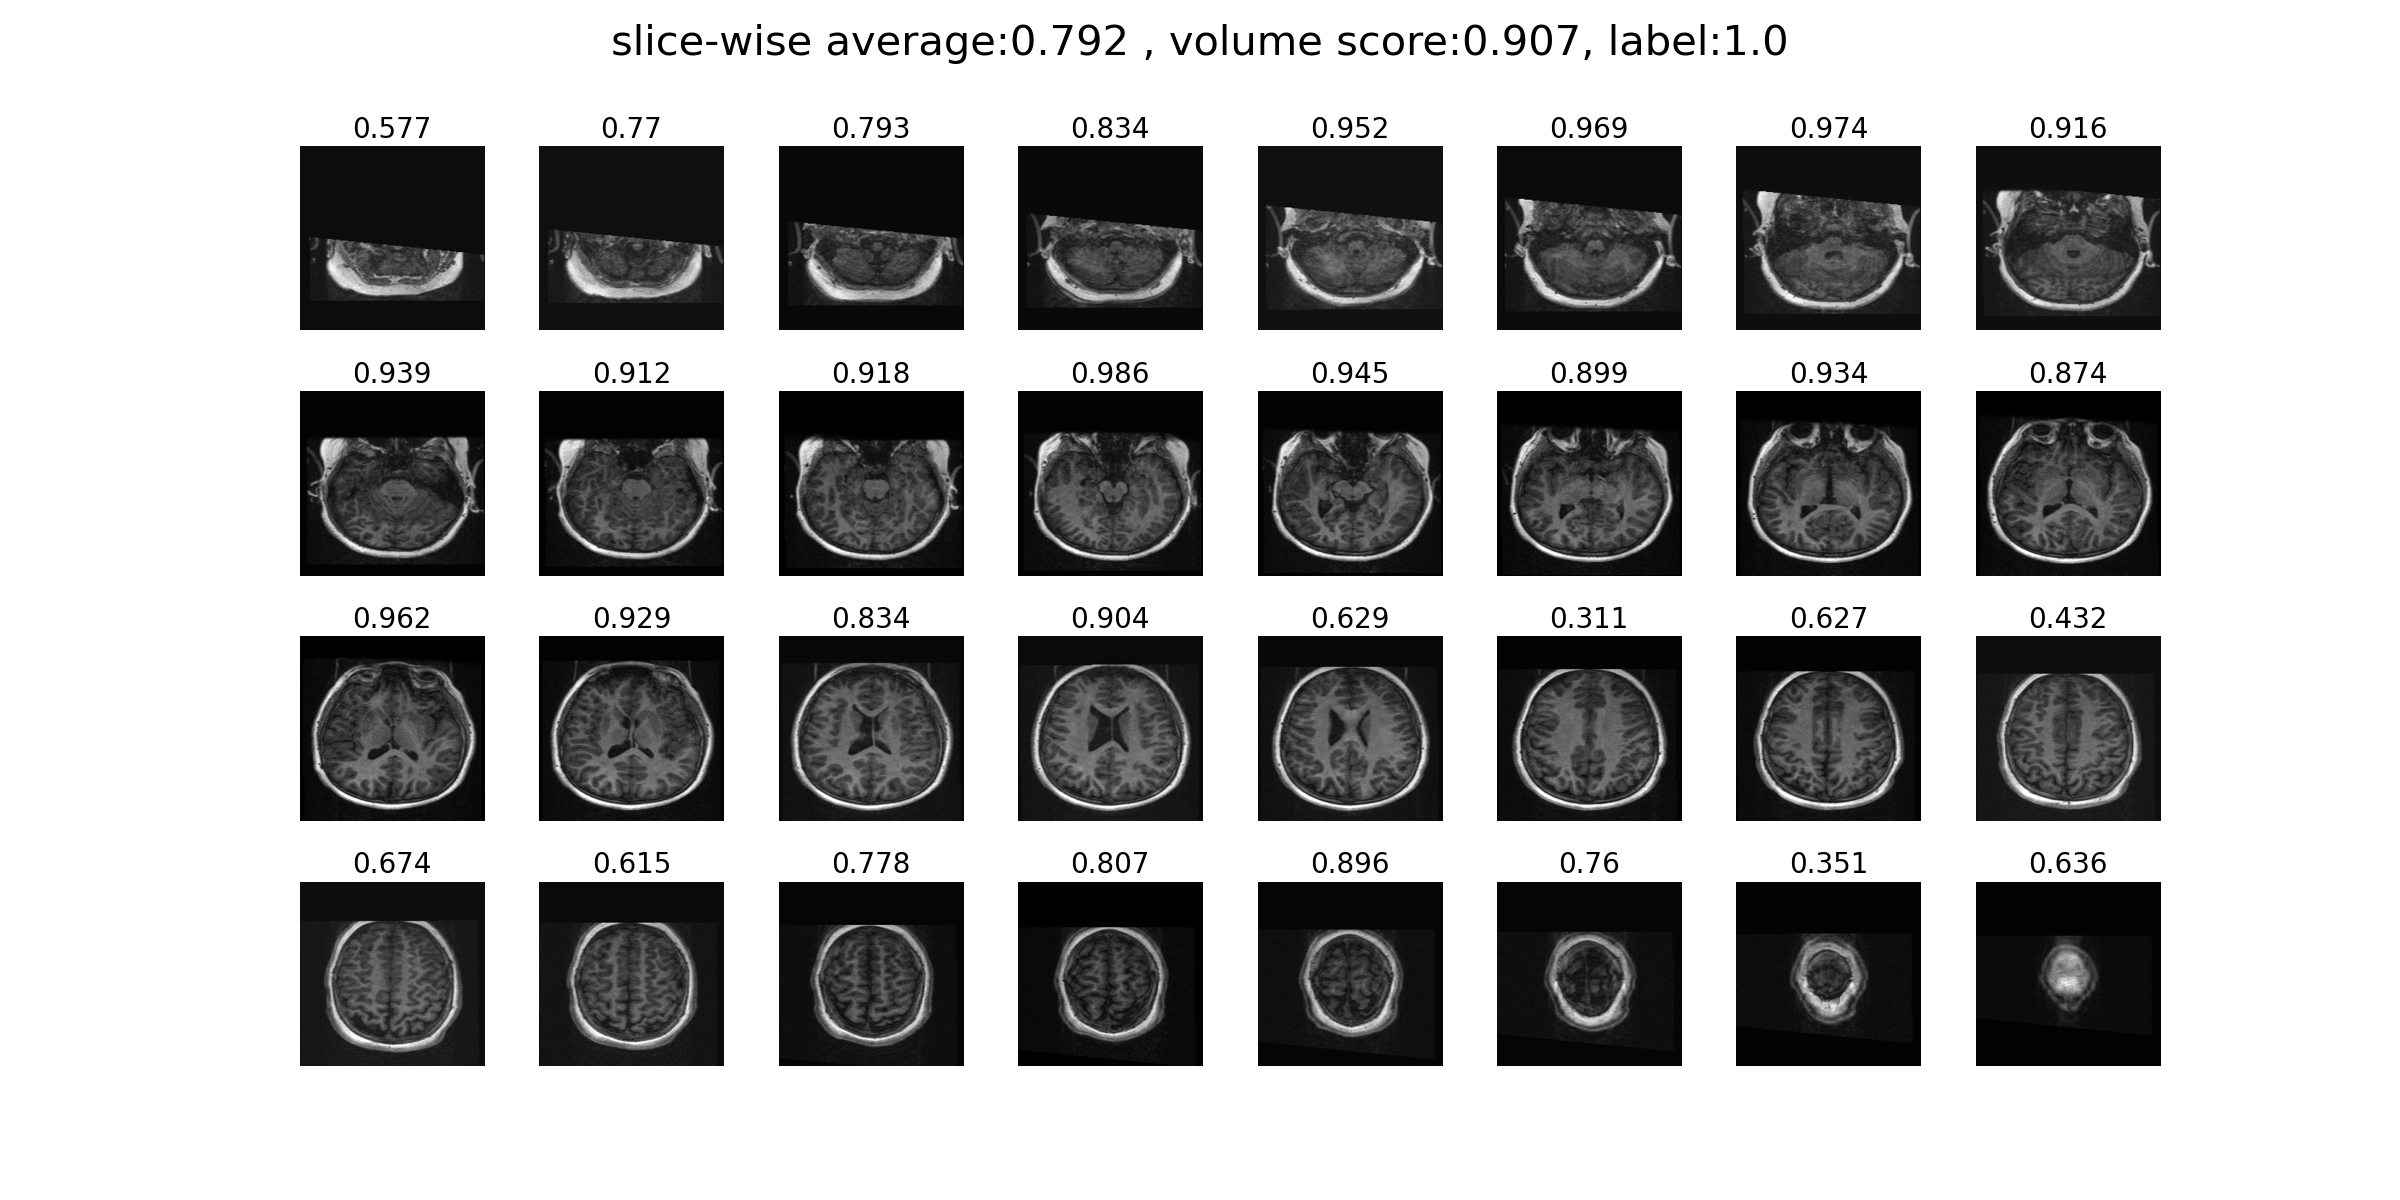 slice-wise average:0.792 , volume score:0.907, label:1.0
0.577 0.77 0.793 0.834 0.952 0.969 0.974 0.916
0.939 0.912 0.918 0.986 0.945 0.899 0.934 0.874
0.962 0.929 0.834 0.904 0.629 0.311 0.627 0.432
0.674 0.615 0.778 0.807 0.896 0.76 0.351 0.636